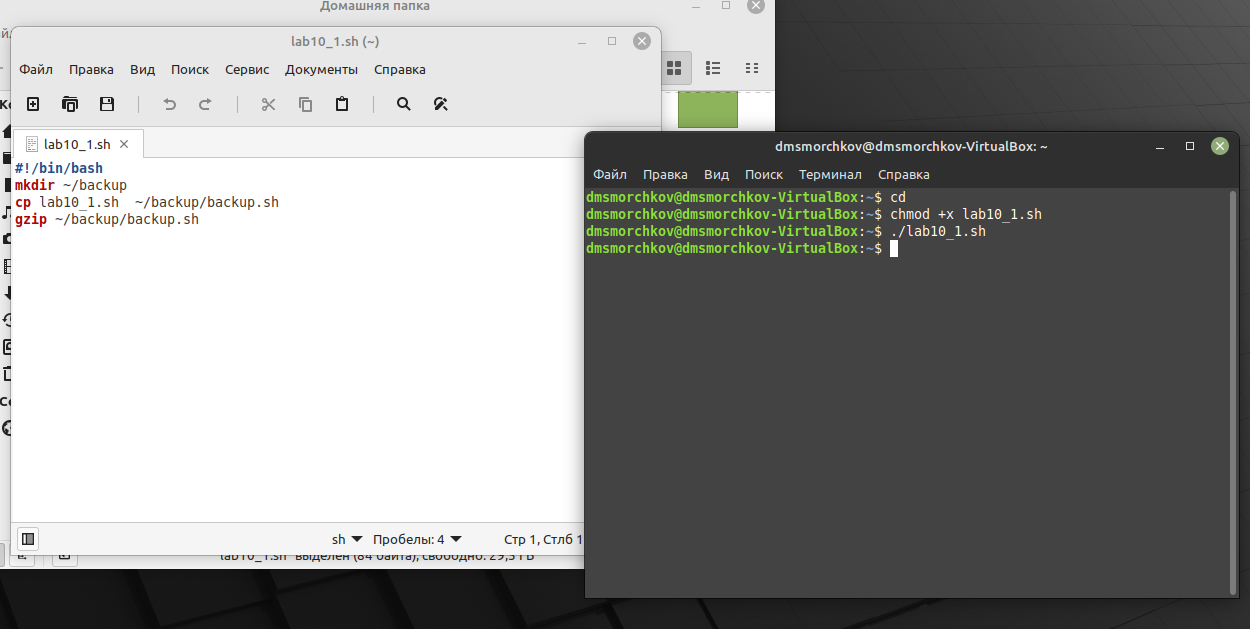 Домашняя папка
lab10_1.sh (~)
Файл Правка Вид Поиск Сервис Документы Справка
lab10_1.sh
#!/bin/bash
mkdir ~/backup
cp lab10_1.sh  ~/backup/backup.sh
gzip ~/backup/backup.sh
sh Пробелы: 4 Стр 1, Стлб 1
"lab10_1.sh" выделен (84 байта), свободно: 29,5 ГБ
dmsmorchkov@dmsmorchkov-VirtualBox: ~
Файл Правка Вид Поиск Терминал Справка
dmsmorchkov@dmsmorchkov-VirtualBox:~$ cd
dmsmorchkov@dmsmorchkov-VirtualBox:~$ chmod +x lab10_1.sh
dmsmorchkov@dmsmorchkov-VirtualBox:~$ ./lab10_1.sh
dmsmorchkov@dmsmorchkov-VirtualBox:~$